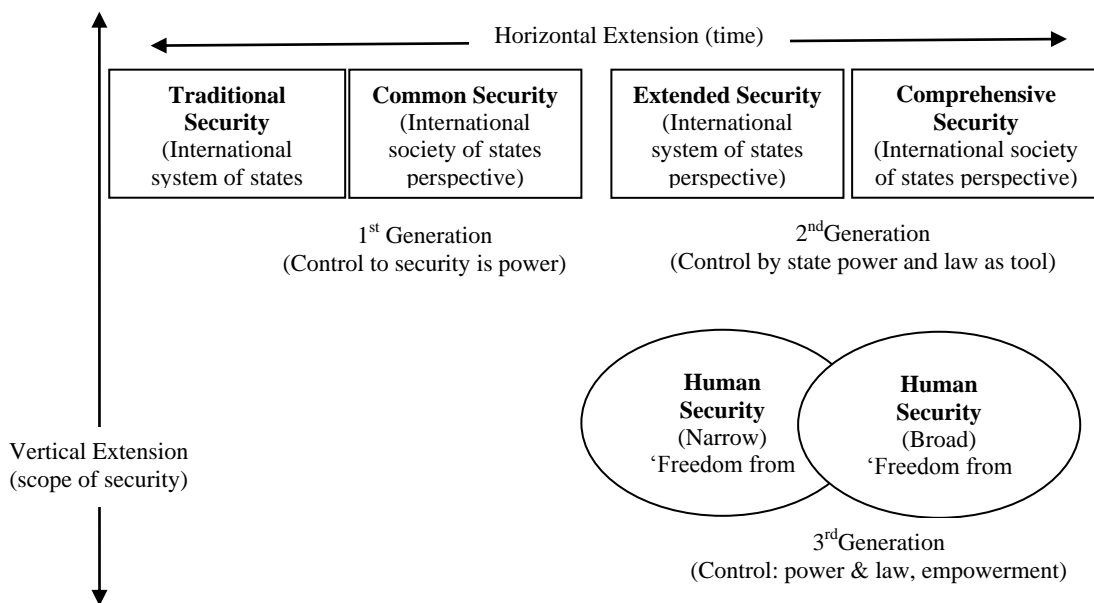 Horizontal Extension (time)
Traditional
Security
(International
system of states
Common Security
(International
society of states
perspective)
Extended Security
(International
system of states
perspective)
Comprehensive
Security
(International society
of states perspective)
1st Generation
(Control to security is power)
2ndGeneration
(Control by state power and law as tool)
Human
Security
(Narrow)
‘Freedom from
Human
Security
(Broad)
‘Freedom from
Vertical Extension
(scope of security)
3rdGeneration
(Control: power & law, empowerment)